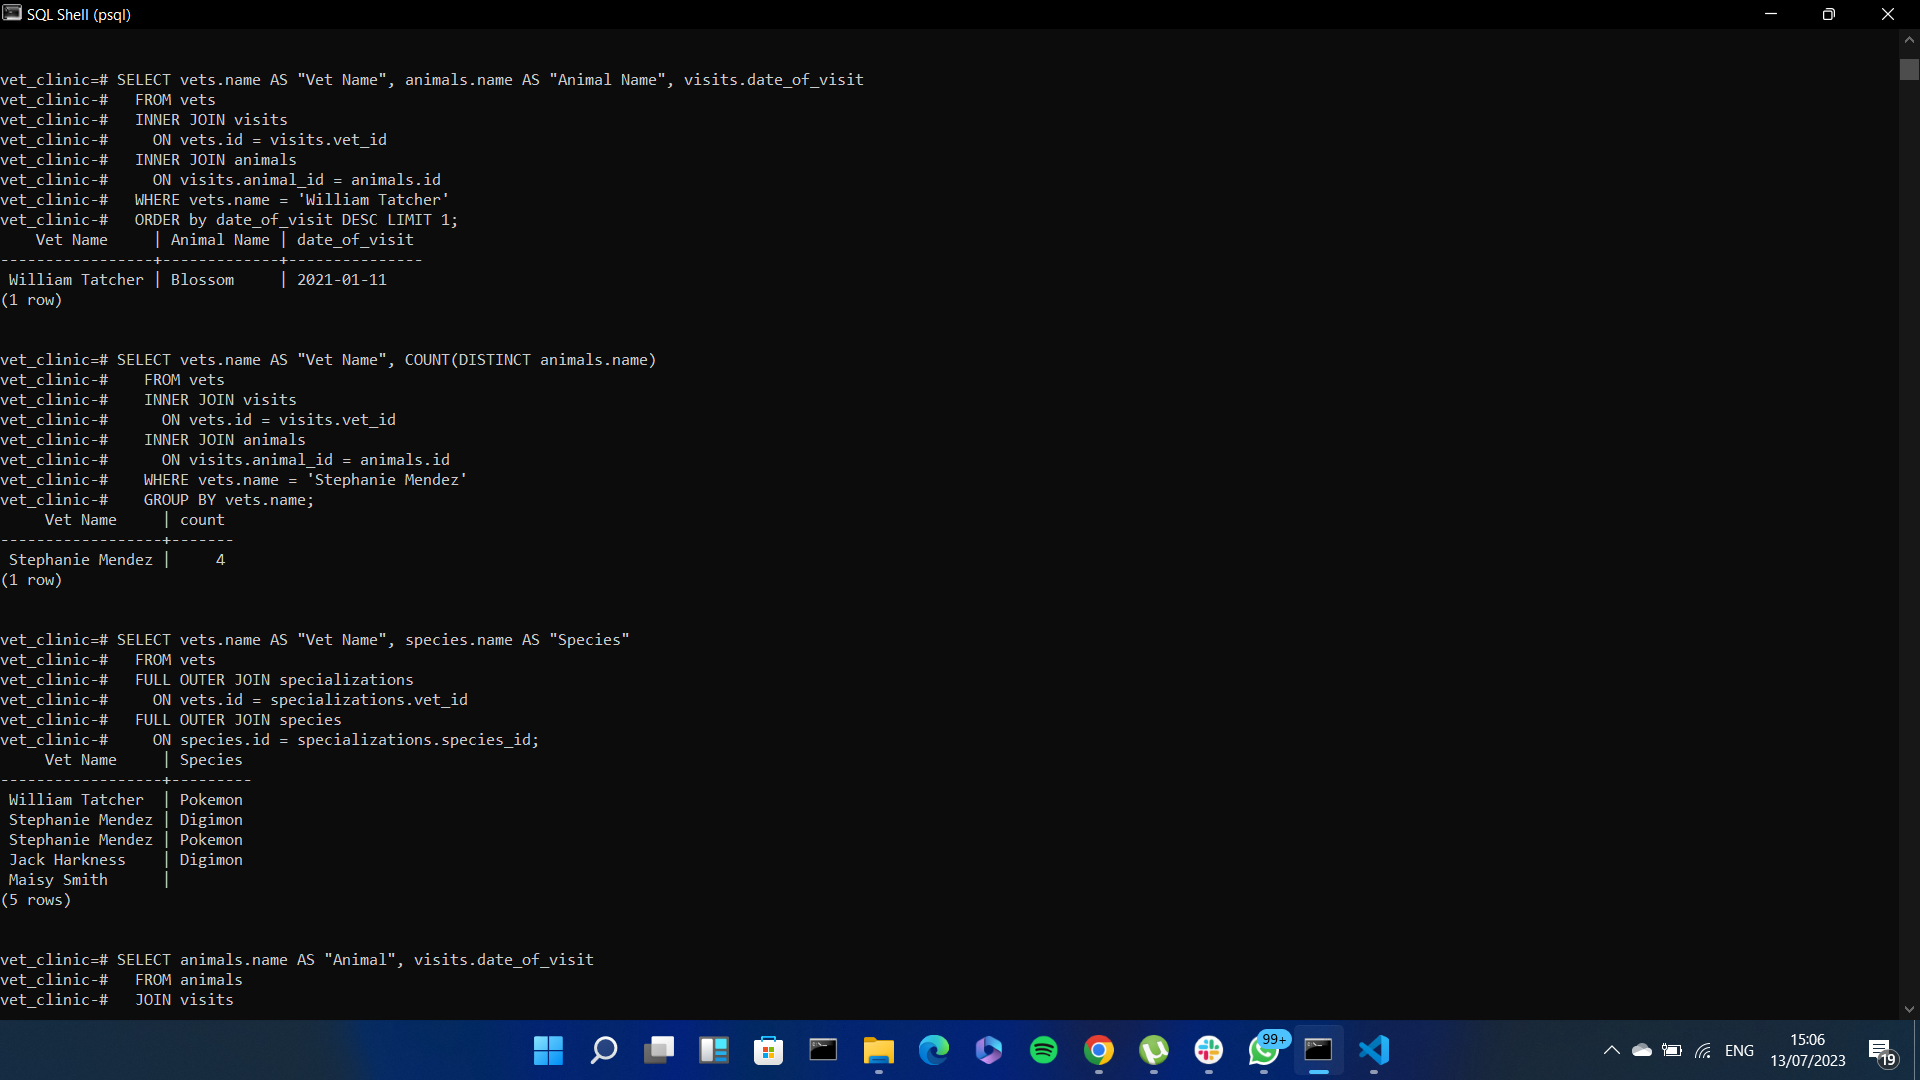 SQL Shell (psql)
vet_clinic=# SELECT vets.name AS "Vet Name", animals.name AS "Animal Name", visits.date_of_visit
vet_clinic-#   FROM vets
vet_clinic-#   INNER JOIN visits
vet_clinic-#     ON vets.id = visits.vet_id
vet_clinic-#   INNER JOIN animals
vet_clinic-#     ON visits.animal_id = animals.id
vet_clinic-#   WHERE vets.name = 'William Tatcher'
vet_clinic-#   ORDER by date_of_visit DESC LIMIT 1;
    Vet Name     | Animal Name | date_of_visit
-----------------+-------------+---------------
 William Tatcher | Blossom     | 2021-01-11
(1 row)
vet_clinic=# SELECT vets.name AS "Vet Name", COUNT(DISTINCT animals.name)
vet_clinic-#    FROM vets
vet_clinic-#    INNER JOIN visits
vet_clinic-#      ON vets.id = visits.vet_id
vet_clinic-#    INNER JOIN animals
vet_clinic-#      ON visits.animal_id = animals.id
vet_clinic-#    WHERE vets.name = 'Stephanie Mendez'
vet_clinic-#    GROUP BY vets.name;
     Vet Name     | count
------------------+-------
 Stephanie Mendez |     4
(1 row)
vet_clinic=# SELECT vets.name AS "Vet Name", species.name AS "Species"
vet_clinic-#   FROM vets
vet_clinic-#   FULL OUTER JOIN specializations
vet_clinic-#     ON vets.id = specializations.vet_id
vet_clinic-#   FULL OUTER JOIN species
vet_clinic-#     ON species.id = specializations.species_id;
     Vet Name     | Species
------------------+---------
 William Tatcher  | Pokemon
 Stephanie Mendez | Digimon
 Stephanie Mendez | Pokemon
 Jack Harkness    | Digimon
 Maisy Smith      |
(5 rows)
vet_clinic=# SELECT animals.name AS "Animal", visits.date_of_visit
vet_clinic-#   FROM animals
vet_clinic-#   JOIN visits
99+
ENG
15:06
13/07/2023
19